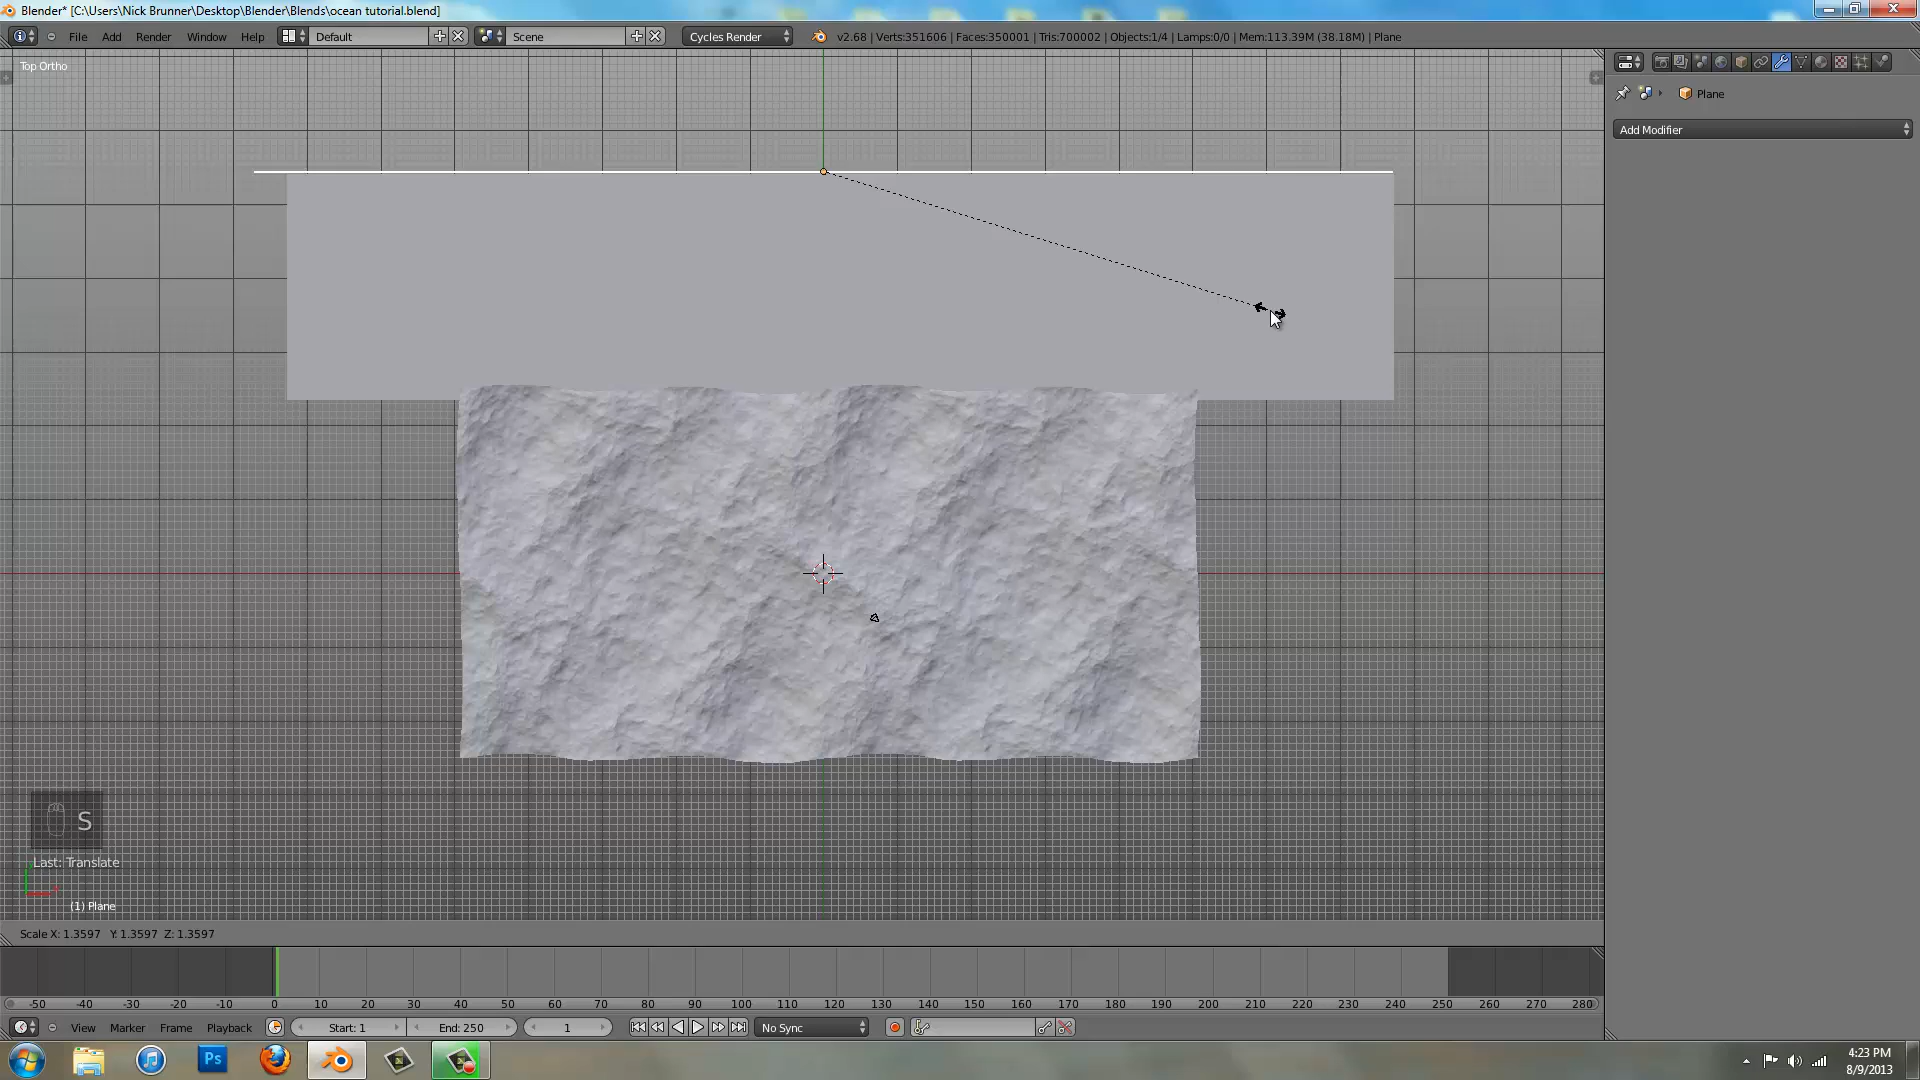 Blender* [C:\Users\Nick Brunner\Desktop\Blender\Blends\ocean tutorial.blend]
File Add Render Window Help Default Scene Cycles Render v2.68 | Verts:351606 | Faces:350001 | Tris:700002 | Objects:1/4 | Lamps:0/0 | Mem:113.39M (38.18M) | Plane
Top Ortho
Plane
Add Modifier
S
Last: Translate
(1) Plane
Scale X: 1.3597 Y: 1.3597 Z: 1.3597
-50 -40 -30 -20 -10 0 10 20 30 40 50 60 70 80 90 100 110 120 130 140 150 160 170 180 190 200 210 220 230 240 250 260 270 280
View Marker Frame Playback Start: 1 End: 250 1 No Sync
Ps
4:23 PM
8/9/2013